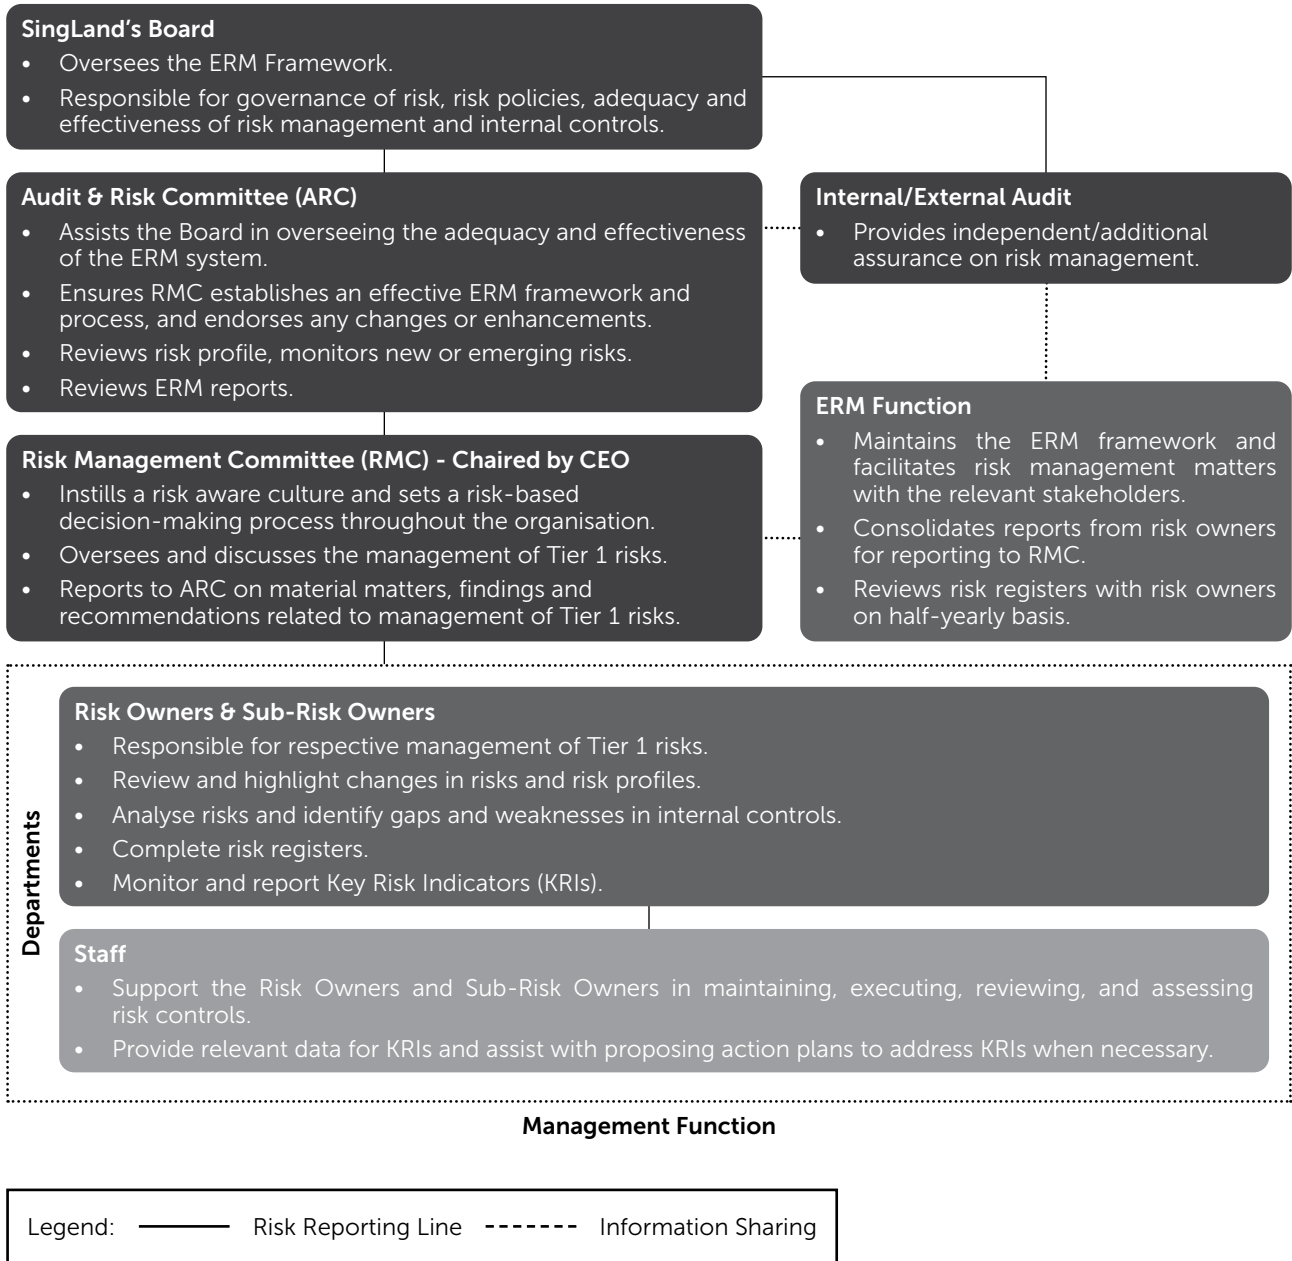 SingLand's Board
• Oversees the ERM Framework.
• Responsible for governance of risk, risk policies, adequacy and
effectiveness of risk management and internal controls.
Audit & Risk Committee (ARC)
• Assists the Board in overseeing the adequacy and effectiveness
of the ERM system.
• Ensures RMC establishes an effective ERM framework and
process, and endorses any changes or enhancements.
• Reviews risk profile, monitors new or emerging risks.
• Reviews ERM reports.
Internal/External Audit
• Provides independent/additional
assurance on risk management.
Risk Management Committee (RMC) - Chaired by CEO
• Instills a risk aware culture and sets a risk-based
decision-making process throughout the organisation.
• Oversees and discusses the management of Tier 1 risks.
• Reports to ARC on material matters, findings and
recommendations related to management of Tier 1 risks.
ERM Function
• Maintains the ERM framework and
facilitates risk management matters
with the relevant stakeholders.
• Consolidates reports from risk owners
for reporting to RMC.
• Reviews risk registers with risk owners
on half-yearly basis.
Departments
Risk Owners & Sub-Risk Owners
• Responsible for respective management of Tier 1 risks.
• Review and highlight changes in risks and risk profiles.
• Analyse risks and identify gaps and weaknesses in internal controls.
• Complete risk registers.
• Monitor and report Key Risk Indicators (KRIs).
Staff
• Support the Risk Owners and Sub-Risk Owners in maintaining, executing, reviewing, and assessing
risk controls.
• Provide relevant data for KRIs and assist with proposing action plans to address KRIs when necessary.
Management Function
Legend: Risk Reporting Line Information Sharing